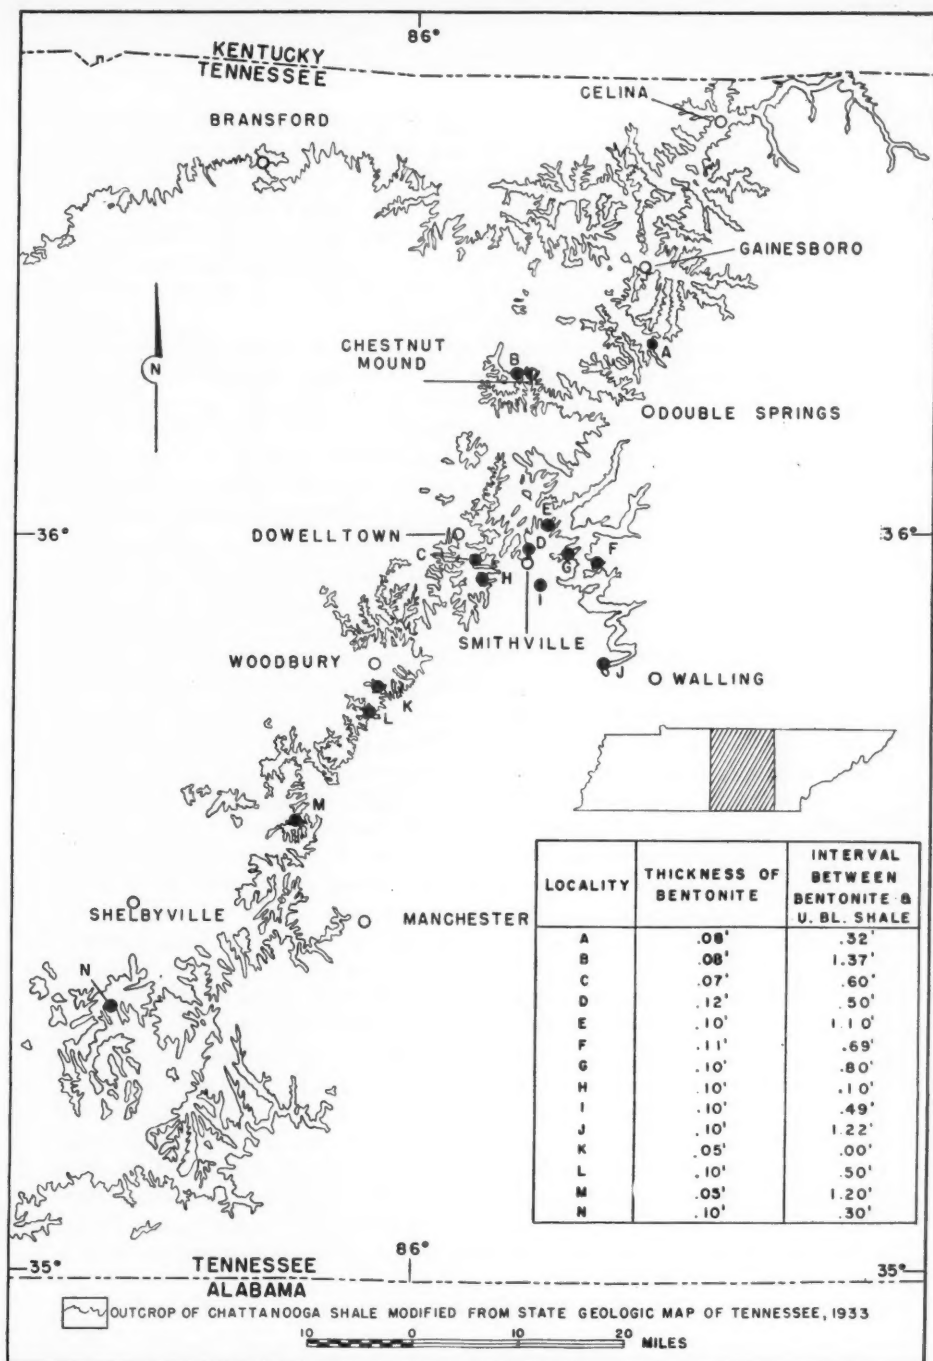 86°
KENTUCKY
TENNESSEE
CELINA
BRANSFORD
GAINESBORO
N
CHESTNUT
MOUND
A
B
DOUBLE SPRINGS
E
36°
DOWELLTOWN
36°
D
C
F
G
H
I
SMITHVILLE
WOODBURY
J
WALLING
K
L
M
SHELBYVILLE
MANCHESTER
N
LOCALITY THICKNESS OF BENTONITE INTERVAL BETWEEN BENTONITE & U. BL. SHALE
A .08' .32'
B .08' 1.37'
C .07' .60'
D .12' .50'
E .10' 1.10'
F .11' .69'
G .10' .80'
H .10' .10'
I .10' .49'
J .10' 1.22'
K .05' .00'
L .10' .50'
M .05' 1.20'
N .10' .30'
35°
TENNESSEE
86°
35°
ALABAMA
OUTCROP OF CHATTANOOGA SHALE MODIFIED FROM STATE GEOLOGIC MAP OF TENNESSEE, 1933
10 0 10 20
MILES